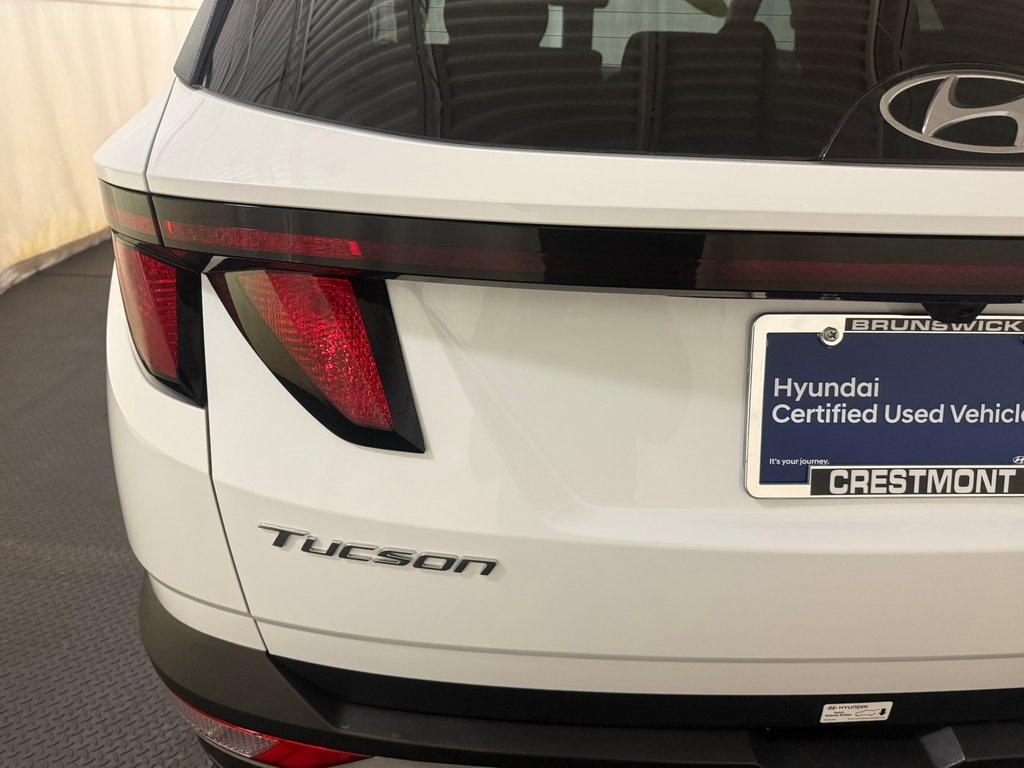 BRUNSWICK
Hyundai
Certified Used Vehicle
It's your journey.
CRESTMONT
TUCSON
HYUNDAI